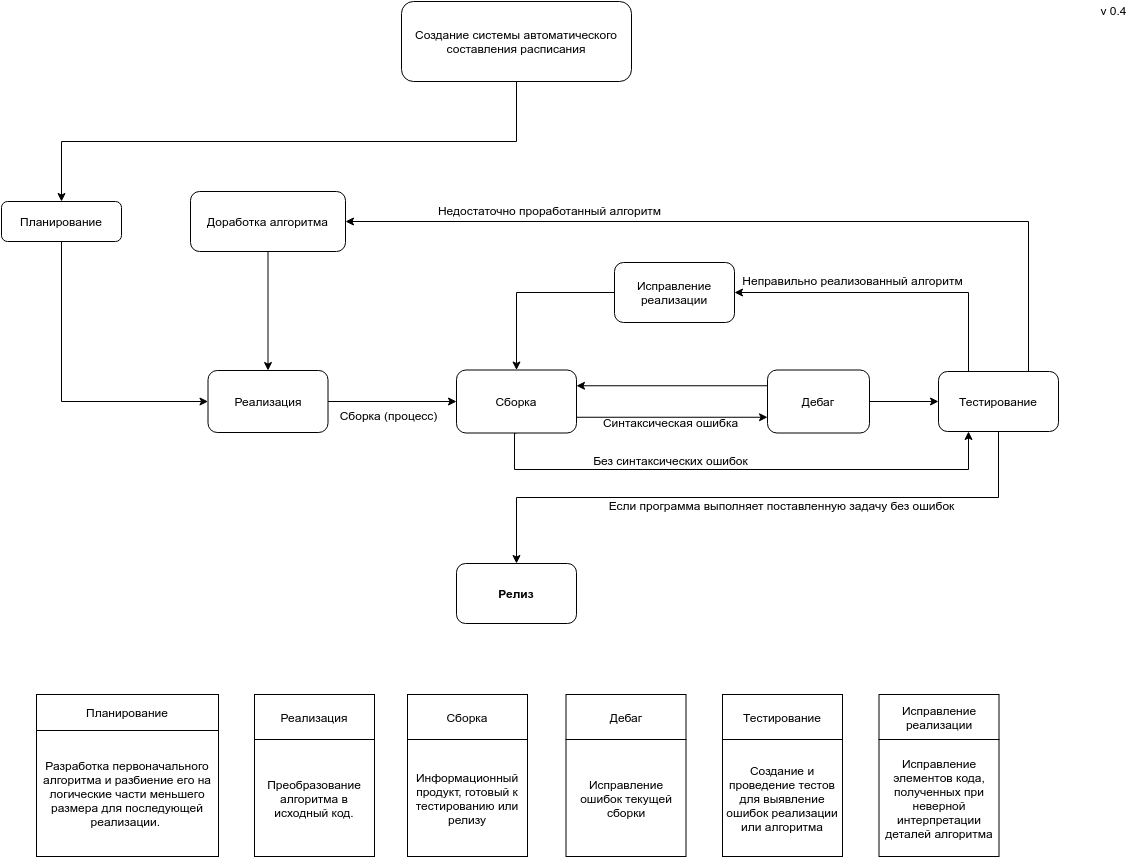 v 0.4
Создание системы автоматического
составления расписания
Планирование
Доработка алгоритма
Недостаточно проработанный алгоритм
Исправление
реализации
Неправильно реализованный алгоритм
Реализация
Сборка (процесс)
Сборка
Синтаксическая ошибка
Дебаг
Тестирование
Без синтаксических ошибок
Если программа выполняет поставленную задачу без ошибок
Релиз
Планирование
Разработка первоначального
алгоритма и разбиение его на
логические части меньшего
размера для последующей
реализации.
Реализация
Преобразование
алгоритма в
исходный код.
Сборка
Информационный
продукт, готовый к
тестированию или
релизу
Дебаг
Исправление
ошибок текущей
сборки
Тестирование
Создание и
проведение тестов
для выявление
ошибок реализации
или алгоритма
Исправление
реализации
Исправление
элементов кода,
полученных при
неверной
интерпретации
деталей алгоритма